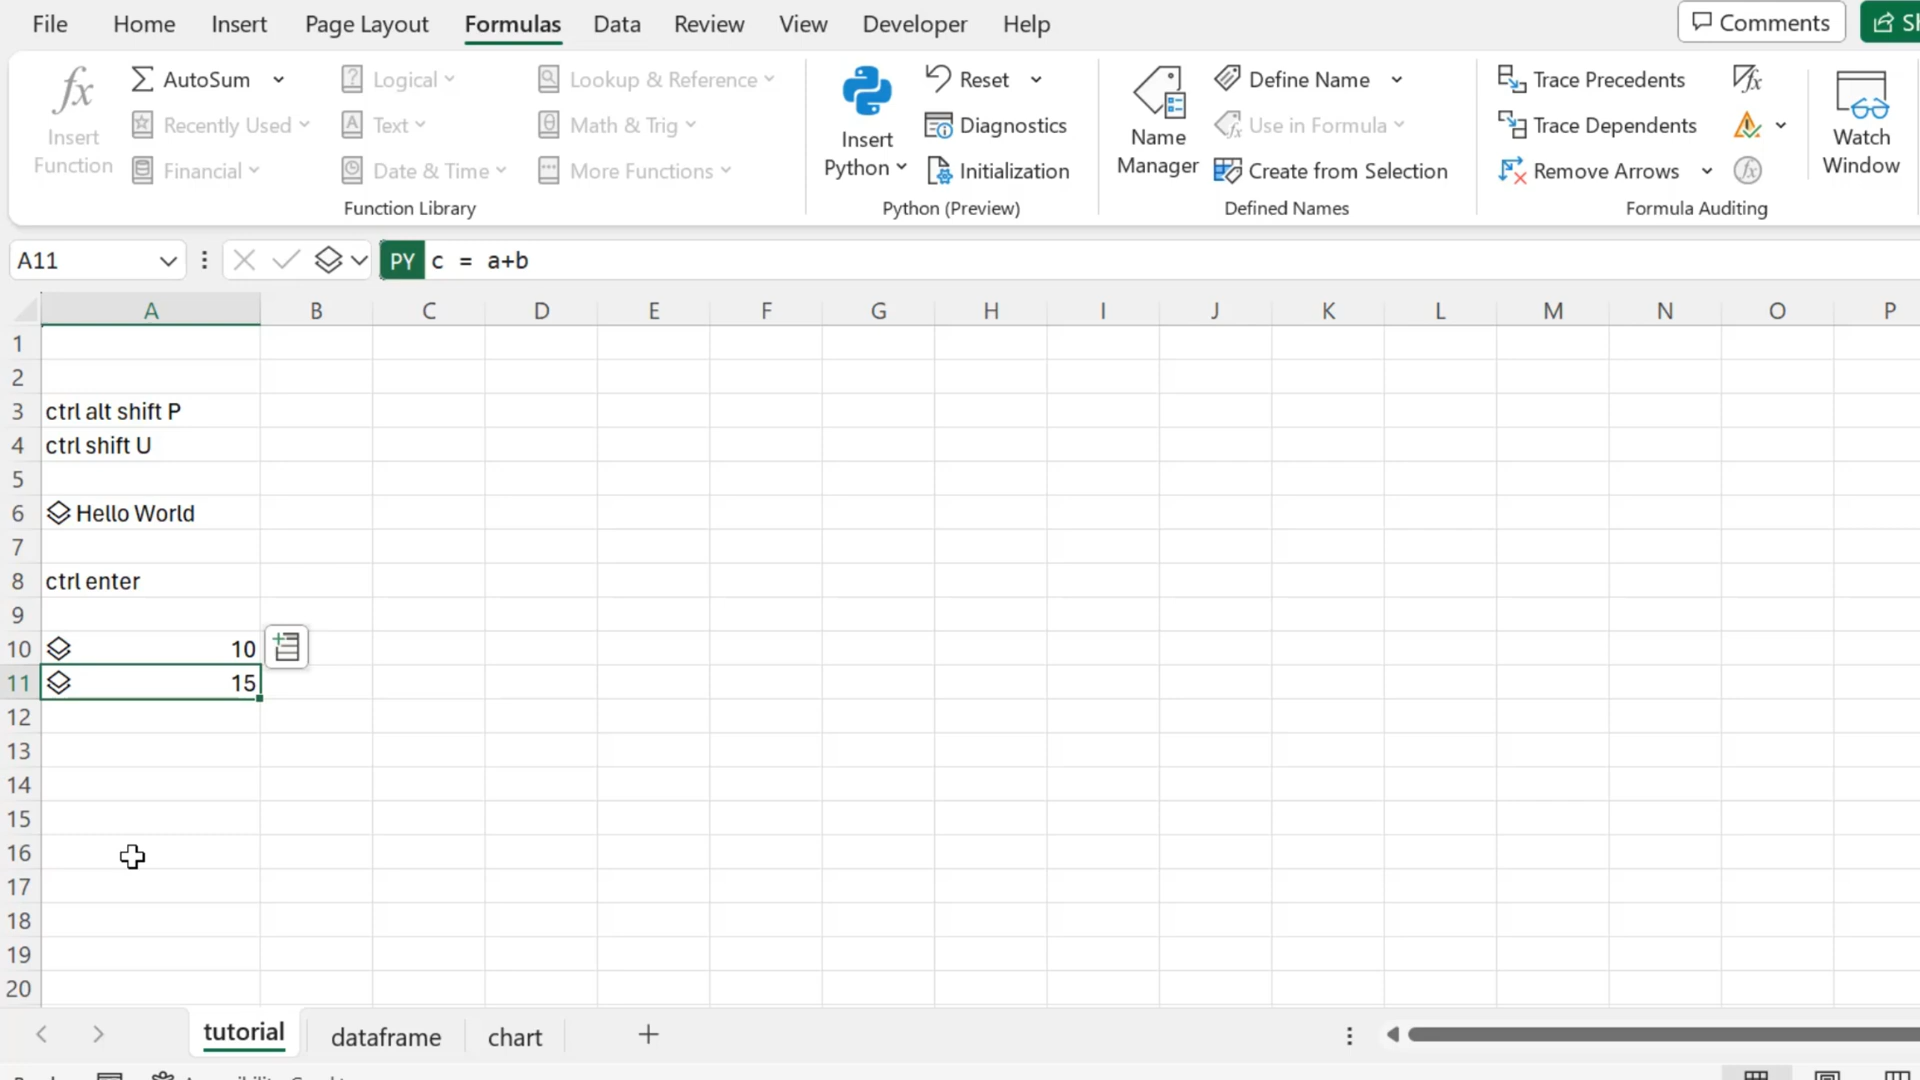 File Home Insert Page Layout Formulas Data Review View Developer Help Comments
fx Insert Function
AutoSum
Recently Used
Financial
Logical
Text
Date & Time
Lookup & Reference
Math & Trig
More Functions
Function Library
Insert Python
Reset
Diagnostics
Initialization
Python (Preview)
Name Manager
Define Name
Use in Formula
Create from Selection
Defined Names
Trace Precedents
Trace Dependents
Remove Arrows
Formula Auditing
Watch Window
A11 PY c = a+b
A B C D E F G H I J K L M N O P
1
2
3 ctrl alt shift P
4 ctrl shift U
5
6 Hello World
7
8 ctrl enter
9
10 10
11 15
12
13
14
15
16
17
18
19
20
tutorial dataframe chart